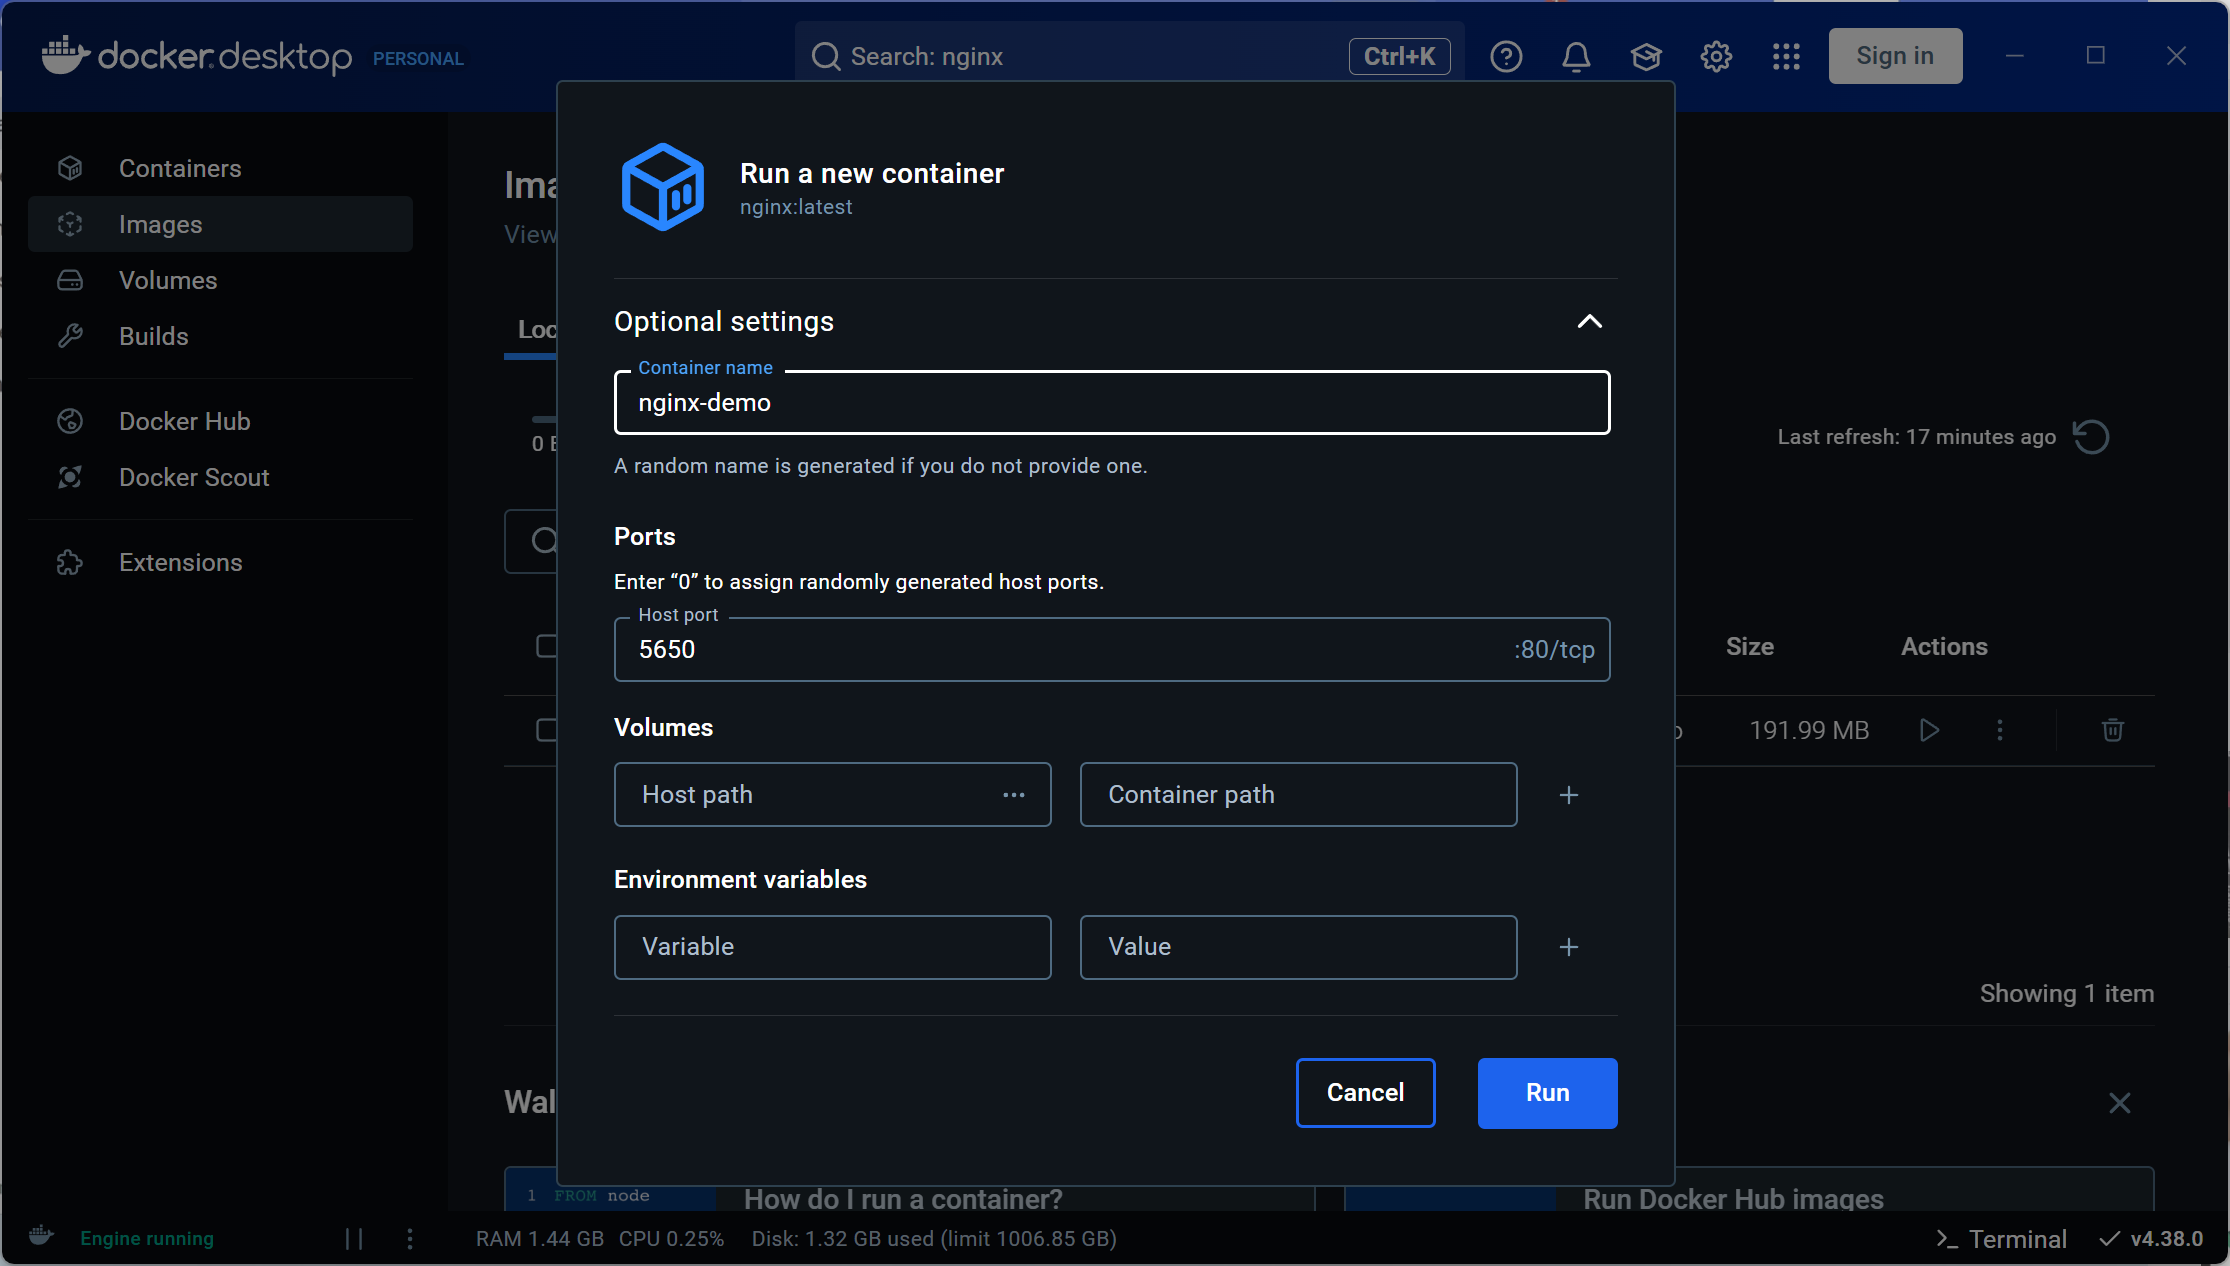 docker desktop PERSONAL
Search: nginx
Ctrl+K
Sign in
Containers
Images
Volumes
Builds
Docker Hub
Docker Scout
Extensions
View
Last refresh: 17 minutes ago
Size
Actions
191.99 MB
Showing 1 item
Run a new container
nginx:latest
Optional settings
Container name
nginx-demo
A random name is generated if you do not provide one.
Ports
Enter “0” to assign randomly generated host ports.
Host port
5650 :80/tcp
Volumes
Host path
Container path
Environment variables
Variable
Value
Cancel
Run
1 FROM node
How do I run a container?
Run Docker Hub images
Engine running
RAM 1.44 GB CPU 0.25% Disk: 1.32 GB used (limit 1006.85 GB)
>_ Terminal
v4.38.0